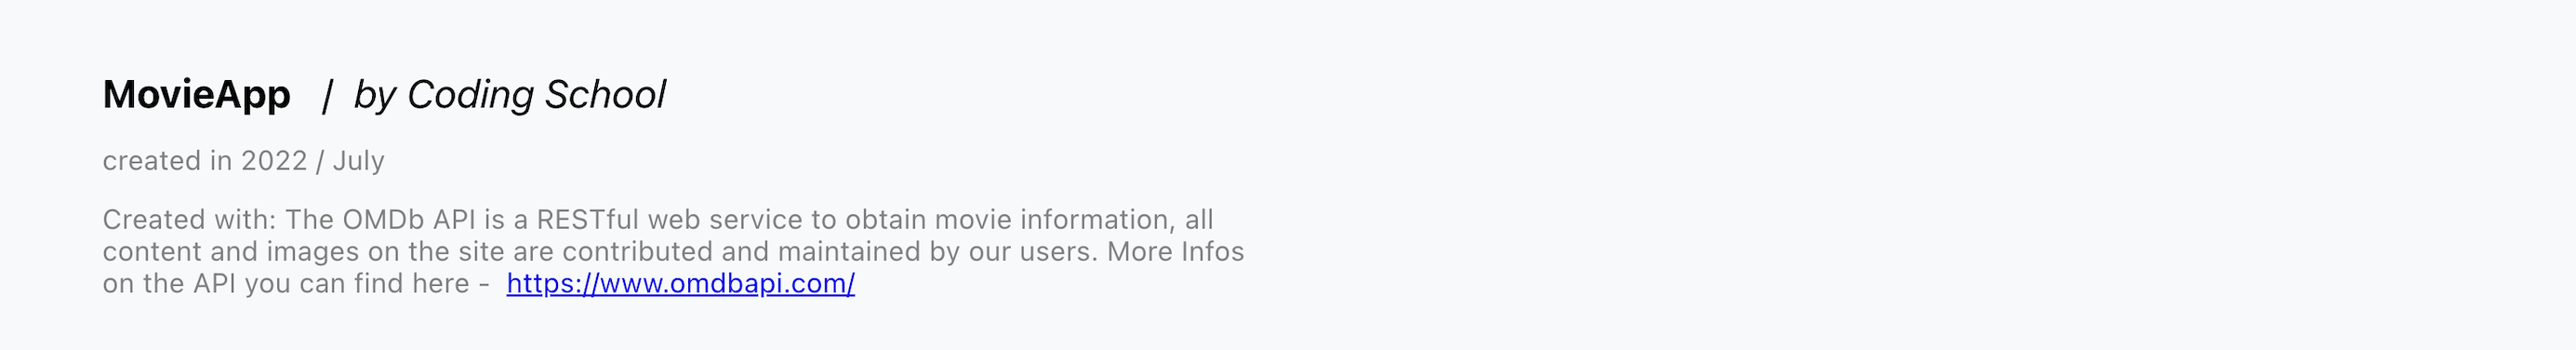 MovieApp / by Coding School
created in 2022 / July
Created with: The OMDb API is a RESTful web service to obtain movie information, all
content and images on the site are contributed and maintained by our users. More Infos
on the API you can find here - https://www.omdbapi.com/